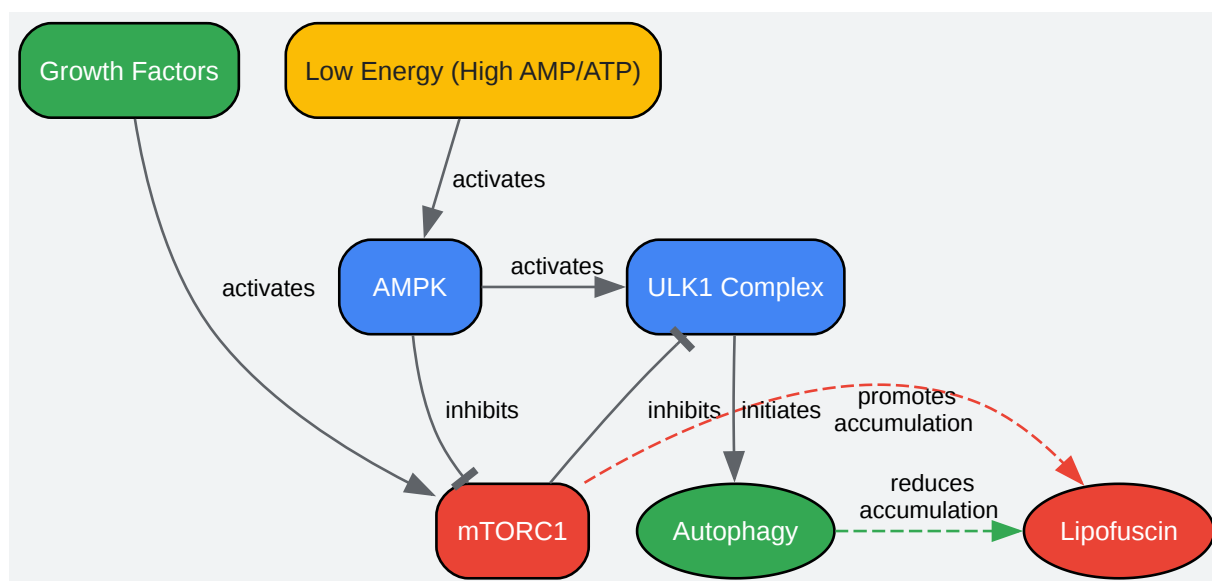 Growth Factors
Low Energy (High AMP/ATP)
activates
activates
AMPK
activates
ULK1 Complex
inhibits
inhibits
initiates
promotes
accumulation
mTORC1
Autophagy
reduces
accumulation
Lipofuscin